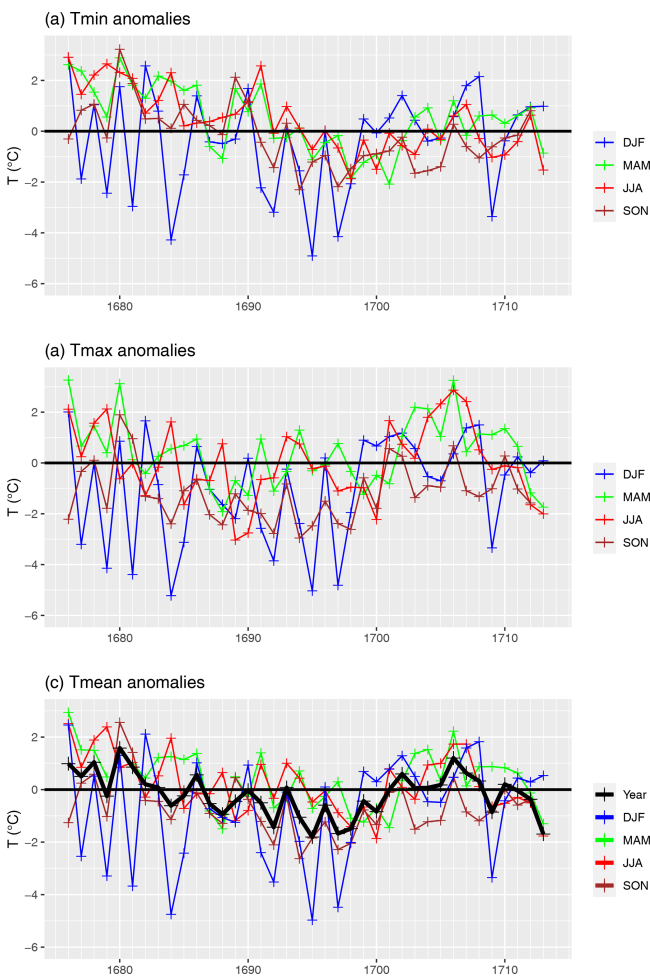 (a) Tmin anomalies
T (°C)
2
0
−2
−4
−6
1680
1690
1700
1710
DJF
MAM
JJA
SON
(a) Tmax anomalies
T (°C)
2
0
−2
−4
−6
1680
1690
1700
1710
DJF
MAM
JJA
SON
(c) Tmean anomalies
T (°C)
2
0
−2
−4
−6
1680
1690
1700
1710
Year
DJF
MAM
JJA
SON